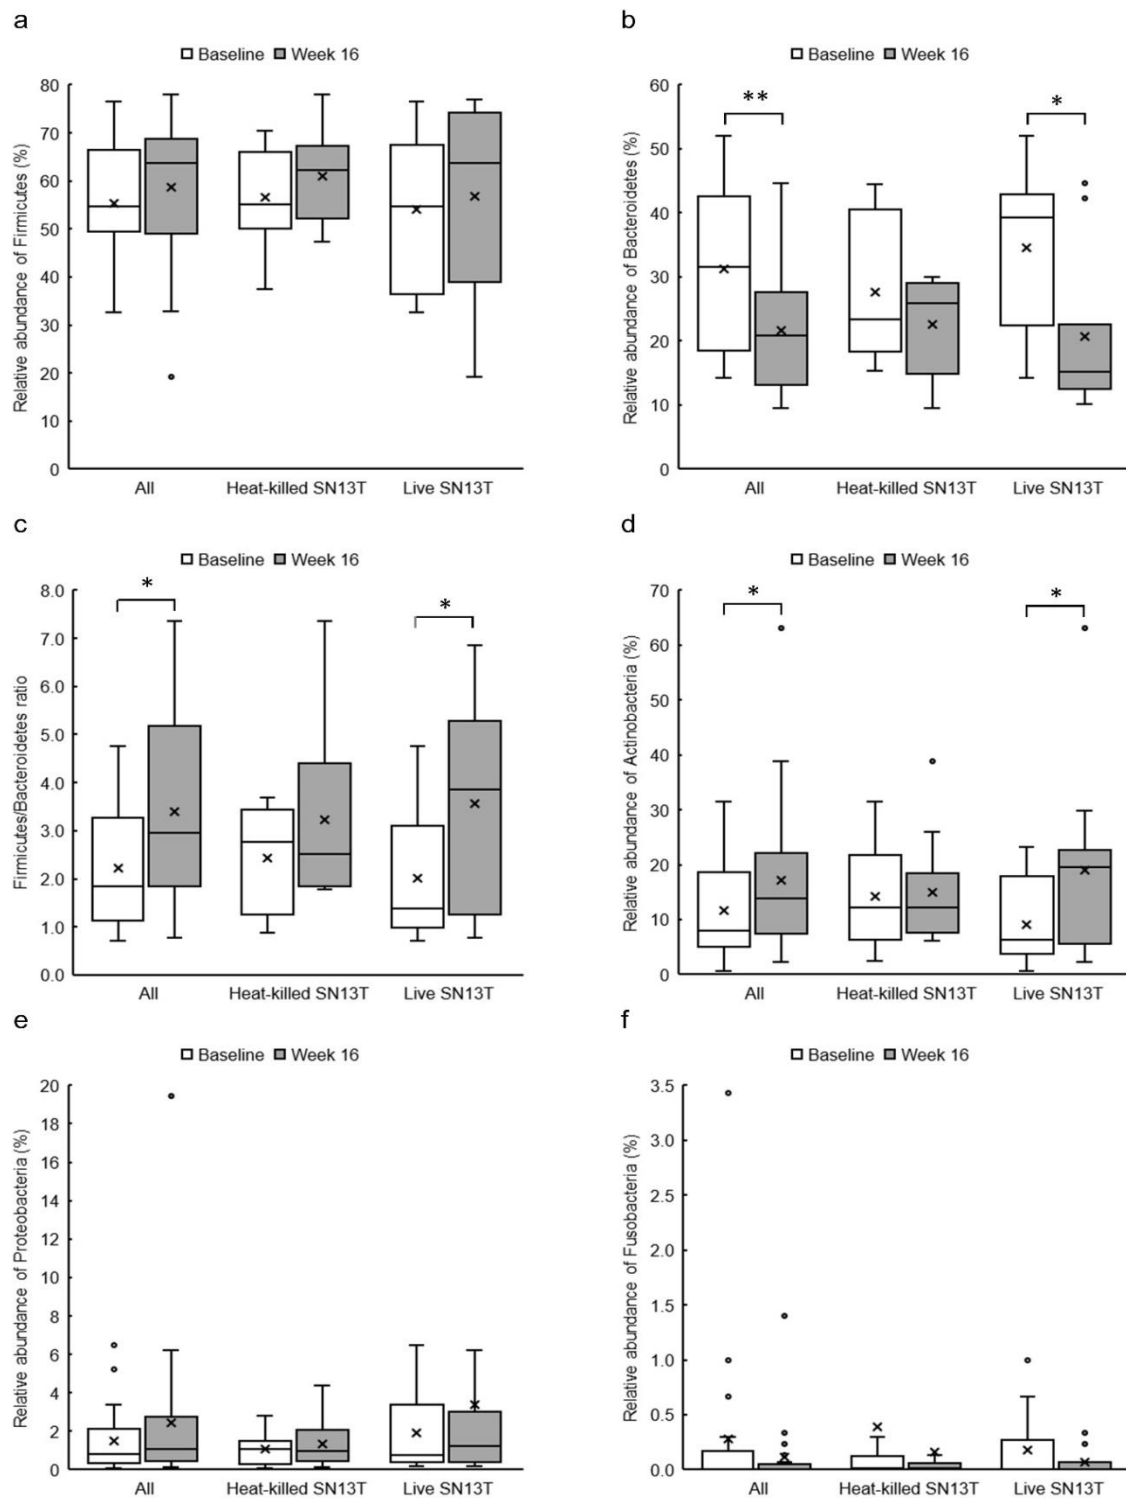 a
Baseline Week 16
Relative abundance of Firmicutes (%)
80
70
60
50
40
30
20
10
0
All Heat-killed SN13T Live SN13T
b
Baseline Week 16
Relative abundance of Bacteroidetes (%)
60
50
40
30
20
10
0
** *
All Heat-killed SN13T Live SN13T
c
Baseline Week 16
Firmicutes/Bacteroidetes ratio
8.0
7.0
6.0
5.0
4.0
3.0
2.0
1.0
0.0
* *
All Heat-killed SN13T Live SN13T
d
Baseline Week 16
Relative abundance of Actinobacteria (%)
70
60
50
40
30
20
10
0
* *
All Heat-killed SN13T Live SN13T
e
Baseline Week 16
Relative abundance of Proteobacteria (%)
20
18
16
14
12
10
8
6
4
2
0
All Heat-killed SN13T Live SN13T
f
Baseline Week 16
Relative abundance of Fusobacteria (%)
3.5
3.0
2.5
2.0
1.5
1.0
0.5
0.0
All Heat-killed SN13T Live SN13T